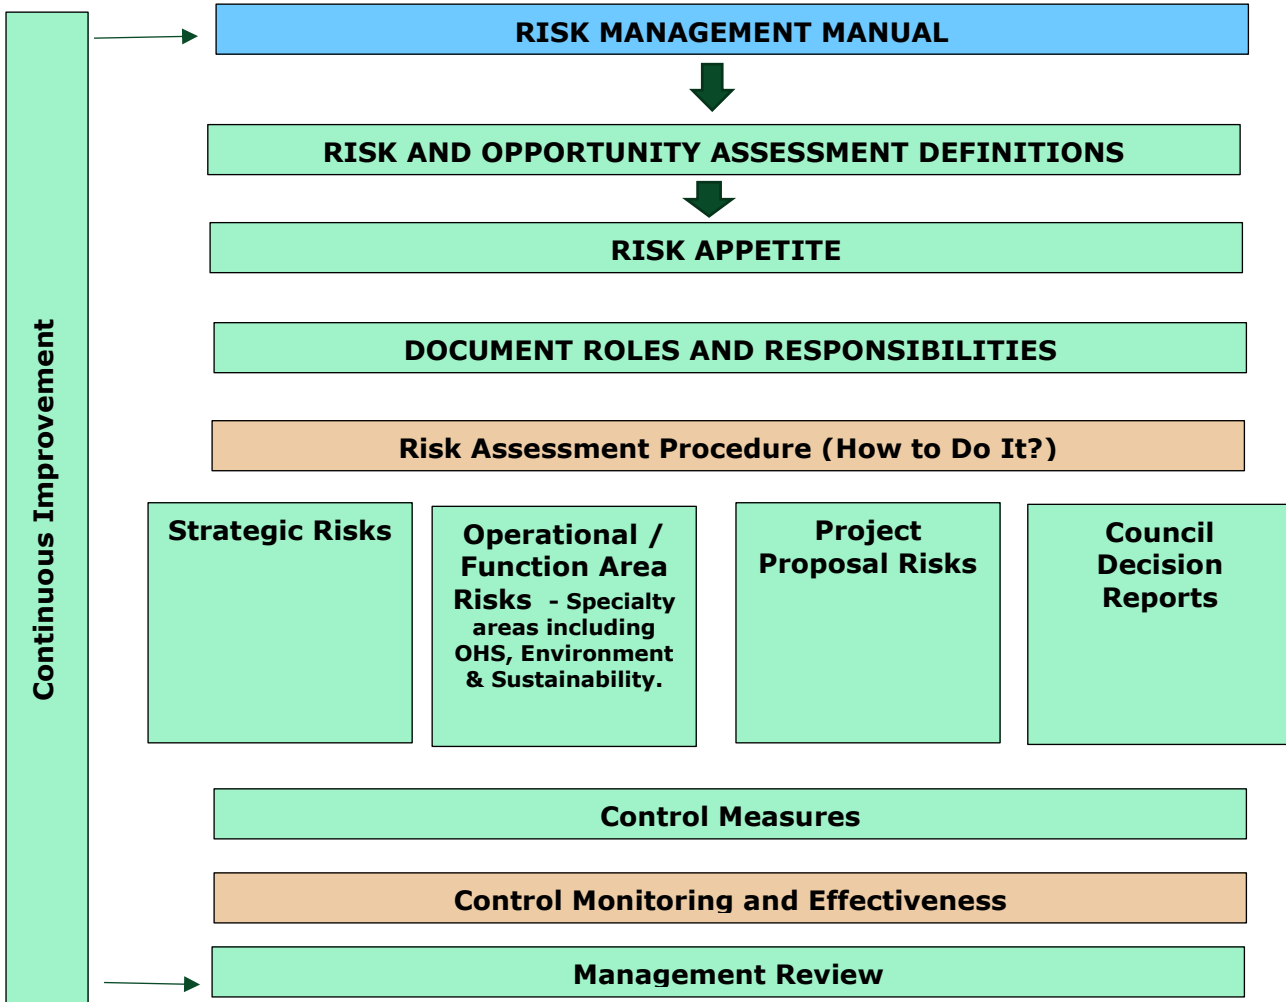 RISK MANAGEMENT MANUAL
RISK AND OPPORTUNITY ASSESSMENT DEFINITIONS
RISK APPETITE
DOCUMENT ROLES AND RESPONSIBILITIES
Continuous Improvement
Risk Assessment Procedure (How to Do It?)
Strategic Risks
Operational /
Function Area
Risks - Specialty
areas including
OHS, Environment
& Sustainability.
Project
Proposal Risks
Council
Decision
Reports
Control Measures
Control Monitoring and Effectiveness
Management Review